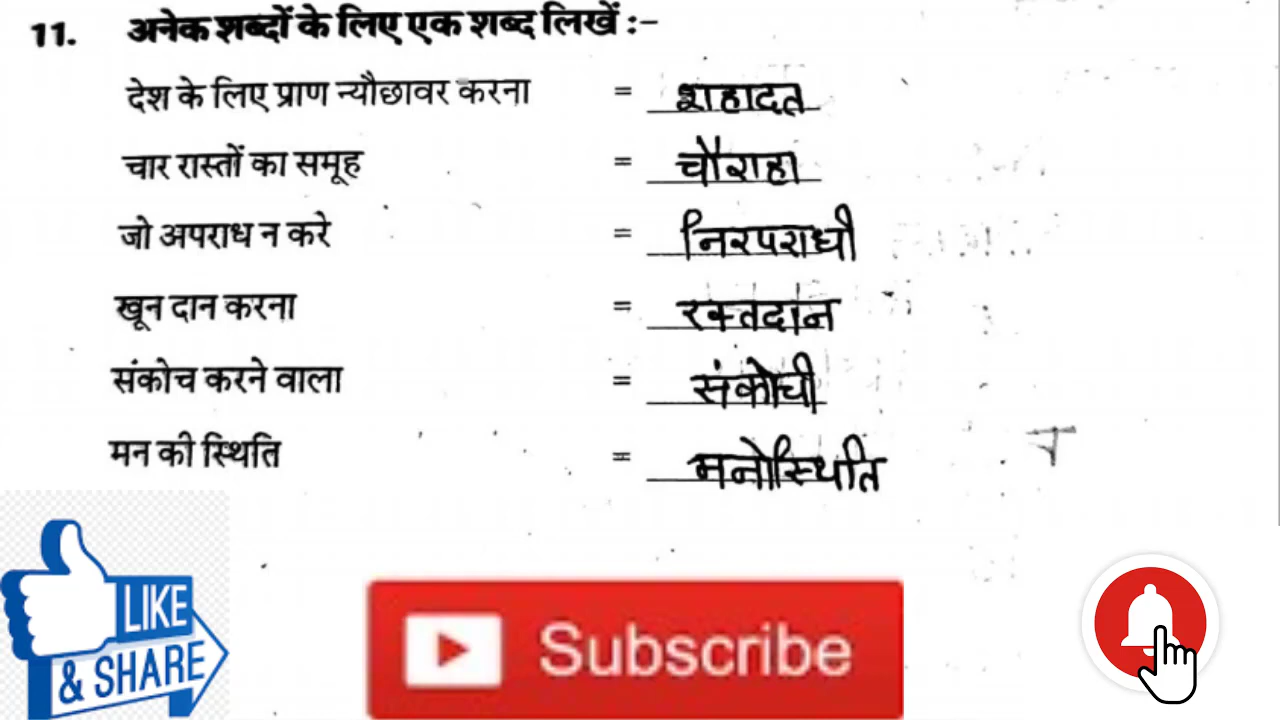 11. अनेक शब्दों के लिए एक शब्द लिखें :-
देश के लिए प्राण न्यौछावर करना = शहादत
चार रास्तों का समूह = चौराहा
जो अपराध न करे = निरपराधी
खून दान करना = रक्तदान
संकोच करने वाला = संकोची
मन की स्थिति = मनोस्थिति
न
LIKE
& SHARE
Subscribe